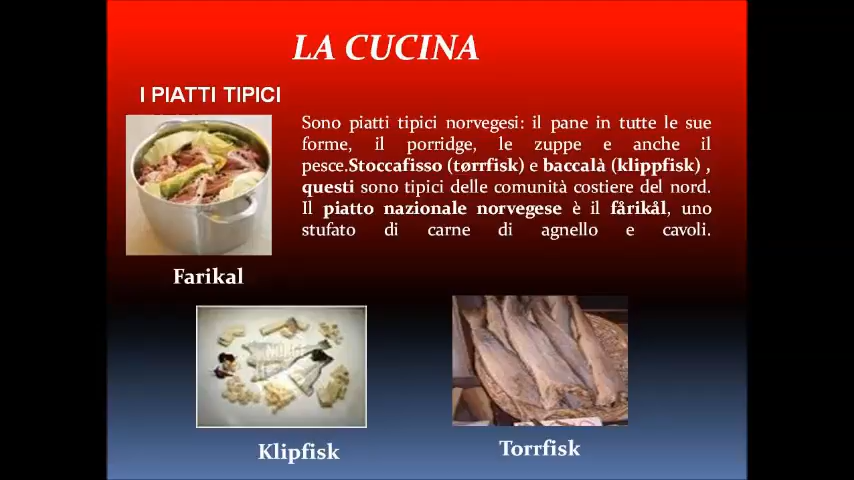 LA CUCINA
I PIATTI TIPICI
Sono piatti tipici norvegesi: il pane in tutte le sue
forme, il porridge, le zuppe e anche il
pesce.Stoccafisso (tørrfisk) e baccalà (klippfisk) ,
questi sono tipici delle comunità costiere del nord.
Il piatto nazionale norvegese è il fårikål, uno
stufato di carne di agnello e cavoli.
Farikal
Klipfisk
Torrfisk